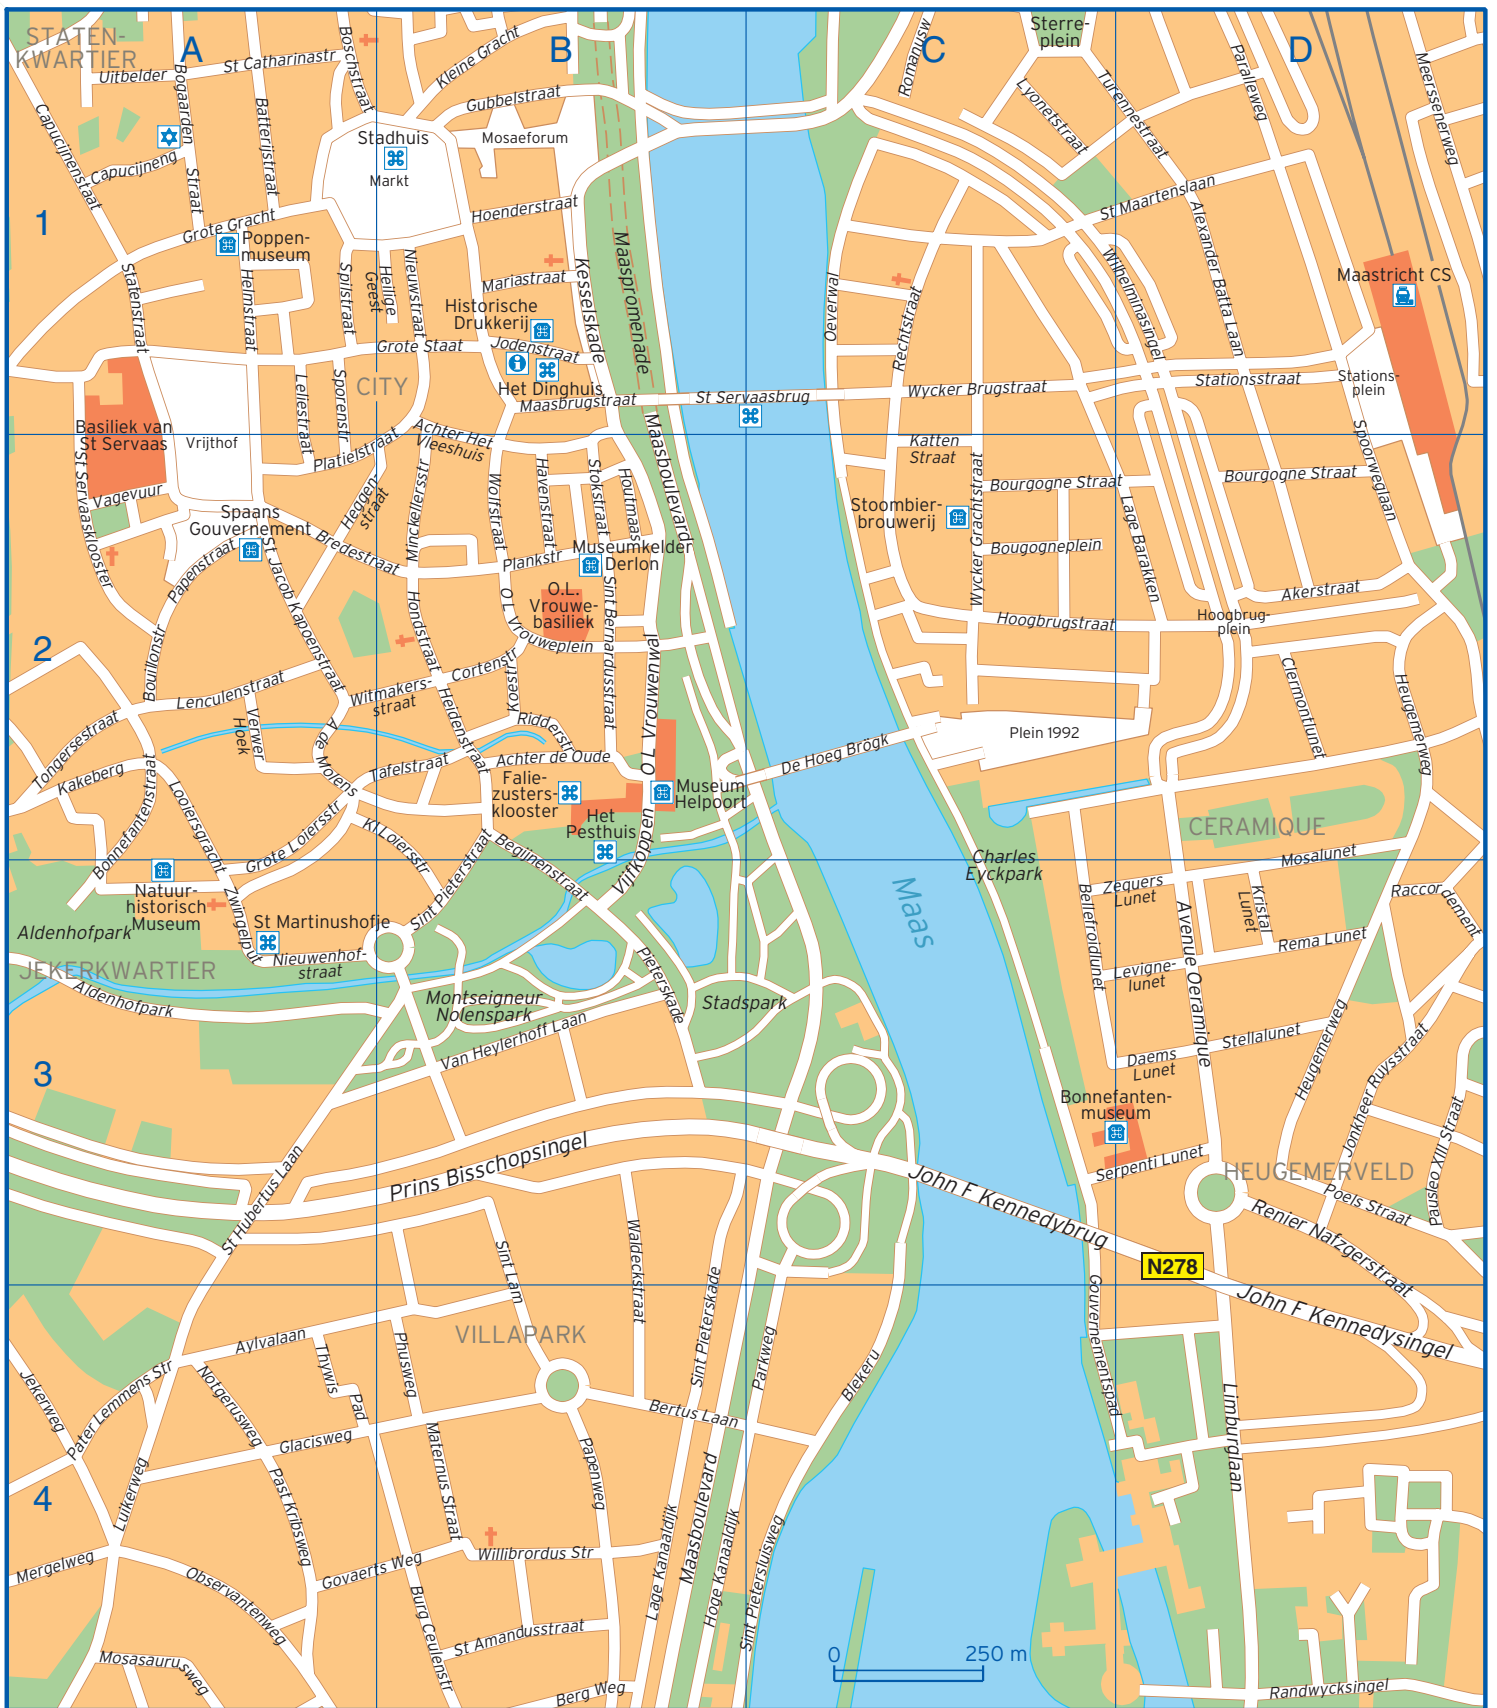 STATEN-
KWARTIER
A
B
C
D
1
2
3
4
Uitbelder
Bogaarden
Straat
St Catharinastr
Boschstraat
Kleine Gracht
Gubbelstraat
Mosaeforum
Capucijnenstaat
Capucijneng
Batterijstraat
Stadhuis
Markt
Hoenderstraat
Grote Gracht
Poppen-
museum
Statenstraat
Helmstraat
Spilstraat
Heilige
Geest
Nieuwstraat
Mariastraat
Historische
Drukkerij
Jodenstraat
Grote Staat
Het Dinghuis
Maasbrugstraat
Kesselskade
Maaspromenade
Maasboulevard
St Servaasbrug
CITY
Leliestraat
Sporenstr
Platielstraat
Achter Het
Vleeshuis
Basiliek van
St Servaas
Vrijthof
Vagevuur
St Servaasklooster
Spaans
Gouvernement
Papenstraat
St Jacob Kapoenstraat
Heggen-
straat
Bredestraat
Minckelersstr
Wolfstraat
Havenstraat
Stokstraat
Houtmaas
Plankstr
Museumkelder
Derlon
O.L.
Vrouwe-
basiliek
O L Vrouweplein
Sint Bernardusstraat
O L Vrouwenwal
Hondstraat
Cortenstr
Koestr
Ridderstr
Witmakers-
straat
Heidenstraat
Bouillonstr
Lenculenstraat
Verwer
Hoek
A de
Molens
Tafelstraat
Achter de Oude
Tongersestraat
Kakeberg
Bonnefantenstraat
Looiersgracht
Grote Loiersstr
Kl Loiersstr
Falie-
zusters-
klooster
Het
Pesthuis
Museum
Helpoort
Vijfkoppen
Begijnenstraat
Sint Pieterstraat
Natuur-
historisch
Museum
Zwingelput
St Martinushofje
Nieuwenhof-
straat
Aldenhofpark
JEKERKWARTIER
Aldenhofpark
Montseigneur
Nolenspark
Van Heylerhoff Laan
Pieterskade
Stadspark
St Hubertus Laan
Prins Bisschopsingel
John F Kennedybrug
N278
John F Kennedysingel
Romanusw
Sterre-
plein
Lyonetstraat
Turennestraat
Paralleweg
Meerssenerweg
St Maartenslaan
Alexander Batta Laan
Wilhelminasingel
Oeverwal
Rechtstraat
Maastricht CS
Wycker Brugstraat
Stationsstraat
Stations-
plein
Spoorweglaan
Katten
Straat
Bourgogne Straat
Bourgogne Straat
Stoombier-
brouwerij
Wycker Grachtstraat
Bougogneplein
Lage Barakken
Hoogbrugstraat
Hoogbrug-
plein
Akerstraat
Clermontlunet
Heugemerweg
Plein 1992
De Hoeg Brögk
CERAMIQUE
Charles
Eyckpark
Maas
Mosalunet
Zequers
Lunet
Kristal
Lunet
Rema Lunet
Raccordement
Bellefroidlunet
Levigne-
lunet
Avenue Oeramique
Stellalunet
Daems
Lunet
Heugemerweg
Jonkheer Ruysstraat
Pausleo XIII Straat
Bonnefanten-
museum
Serpenti Lunet
HEUGEMERVELD
Poels Straat
Renier Nafzgerstraat
Gouvernementspad
Limburglaan
Randwycksingel
Sint Lam
Waldeckstraat
Sint Pieterskade
Parkweg
Blekeru
VILLAPARK
Aylvalaan
Phusweg
Thywis
Pad
Notgerusweg
Pater Lemmens Str
Jekerweg
Glacisweg
Bertus Laan
Papenweg
Maternus Straat
Past Kribsweg
Luikerweg
Mergelweg
Observantenweg
Govaerts Weg
Willibrordus Str
Burg Ceulenstr
St Amandusstraat
Berg Weg
Mosasaurusweg
Lage Kanaaldijk
Maasboulevard
Hoge Kanaaldijk
Sint Pietersluisweg
0 250 m